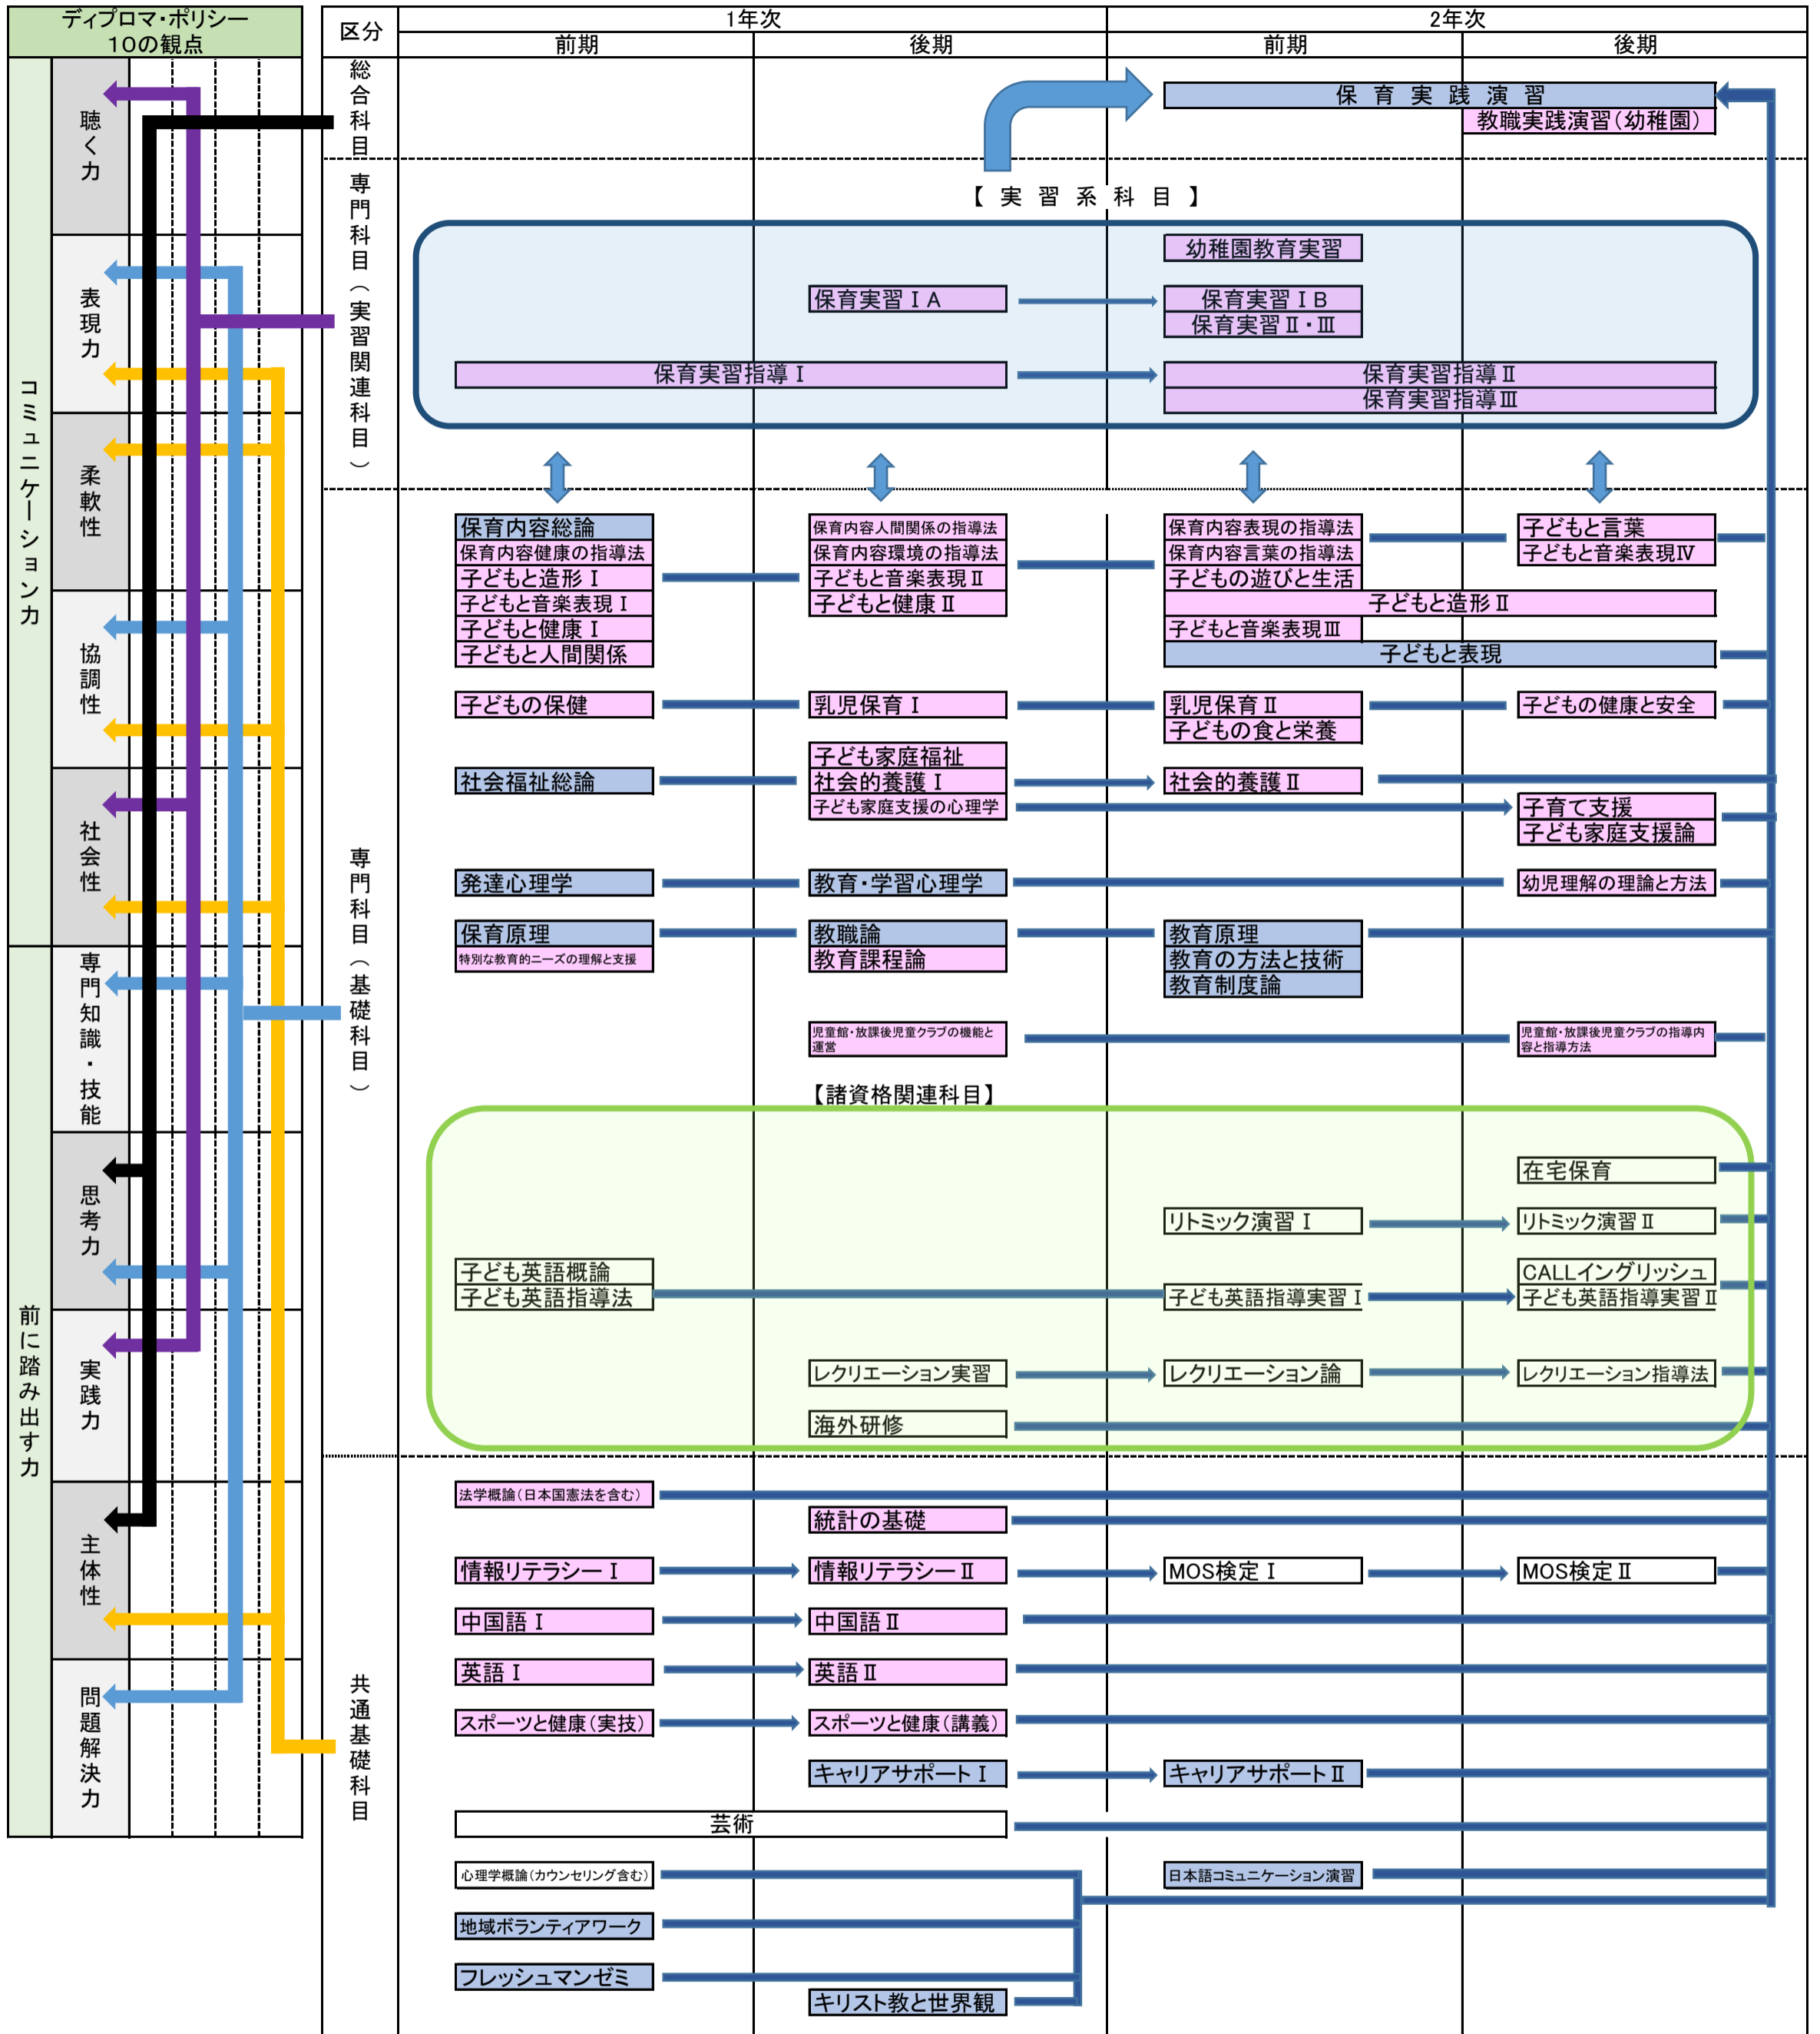 ディプロマ・ポリシー
10の観点
コミュニケーション力
前に踏み出す力
聴く力
表現力
柔軟性
協調性
社会性
専門知識・技能
思考力
実践力
主体性
問題解決力
区分
1年次
2年次
前期
後期
前期
後期
総合科目
保育実践演習
教職実践演習(幼稚園)
専門科目(実習関連科目)
【実習系科目】
幼稚園教育実習
保育実習ⅠA
保育実習ⅠB
保育実習Ⅱ・Ⅲ
保育実習指導Ⅰ
保育実習指導Ⅱ
保育実習指導Ⅲ
専門科目(基礎科目)
保育内容総論
保育内容健康の指導法
子どもと造形Ⅰ
子どもと音楽表現Ⅰ
子どもと健康Ⅰ
子どもと人間関係
保育内容人間関係の指導法
保育内容環境の指導法
子どもと音楽表現Ⅱ
子どもと健康Ⅱ
保育内容表現の指導法
保育内容言葉の指導法
子どもの遊びと生活
子どもと造形Ⅱ
子どもと音楽表現Ⅲ
子どもと表現
子どもと言葉
子どもと音楽表現Ⅳ
子どもの保健
乳児保育Ⅰ
乳児保育Ⅱ
子どもの食と栄養
子どもの健康と安全
社会福祉総論
子ども家庭福祉
社会的養護Ⅰ
子ども家庭支援の心理学
社会的養護Ⅱ
子育て支援
子ども家庭支援論
発達心理学
教育・学習心理学
幼児理解の理論と方法
保育原理
特別な教育的ニーズの理解と支援
教職論
教育課程論
教育原理
教育の方法と技術
教育制度論
児童館・放課後児童クラブの機能と
運営
児童館・放課後児童クラブの指導内
容と指導方法
【諸資格関連科目】
在宅保育
リトミック演習Ⅰ
リトミック演習Ⅱ
子ども英語概論
子ども英語指導法
子ども英語指導実習Ⅰ
CALLイングリッシュ
子ども英語指導実習Ⅱ
レクリエーション実習
レクリエーション論
レクリエーション指導法
海外研修
共通基礎科目
法学概論(日本国憲法を含む)
統計の基礎
情報リテラシーⅠ
情報リテラシーⅡ
MOS検定Ⅰ
MOS検定Ⅱ
中国語Ⅰ
中国語Ⅱ
英語Ⅰ
英語Ⅱ
スポーツと健康(実技)
スポーツと健康(講義)
キャリアサポートⅠ
キャリアサポートⅡ
芸術
心理学概論(カウンセリング含む)
日本語コミュニケーション演習
地域ボランティアワーク
フレッシュマンゼミ
キリスト教と世界観